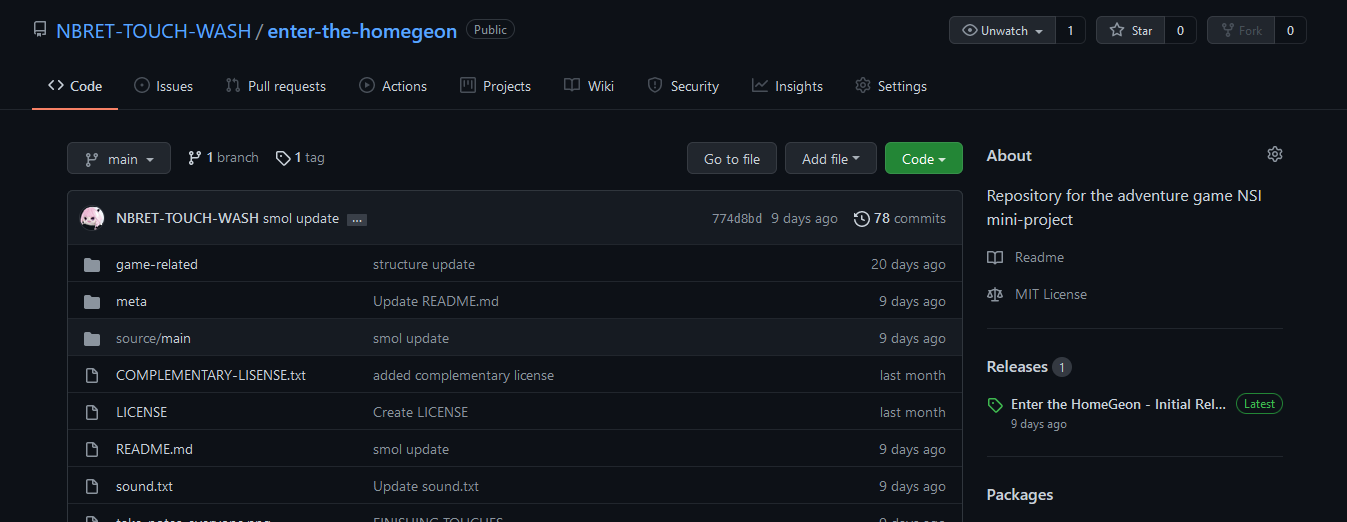 NBRET-TOUCH-WASH / enter-the-homegeon Public Unwatch 1 Star 0 Fork 0
Code Issues Pull requests Actions Projects Wiki Security Insights Settings
main 1 branch 1 tag Go to file Add file Code
NBRET-TOUCH-WASH smol update ... 774d8bd 9 days ago 78 commits
game-related structure update 20 days ago
meta Update README.md 9 days ago
source/main smol update 9 days ago
COMPLEMENTARY-LISENSE.txt added complementary license last month
LICENSE Create LICENSE last month
README.md smol update 9 days ago
sound.txt Update sound.txt 9 days ago
FINISHING TOUCHES 9 days ago
About
Repository for the adventure game NSI
mini-project
Readme
MIT License
Releases 1
Enter the HomeGeon - Initial Rel... Latest
9 days ago
Packages